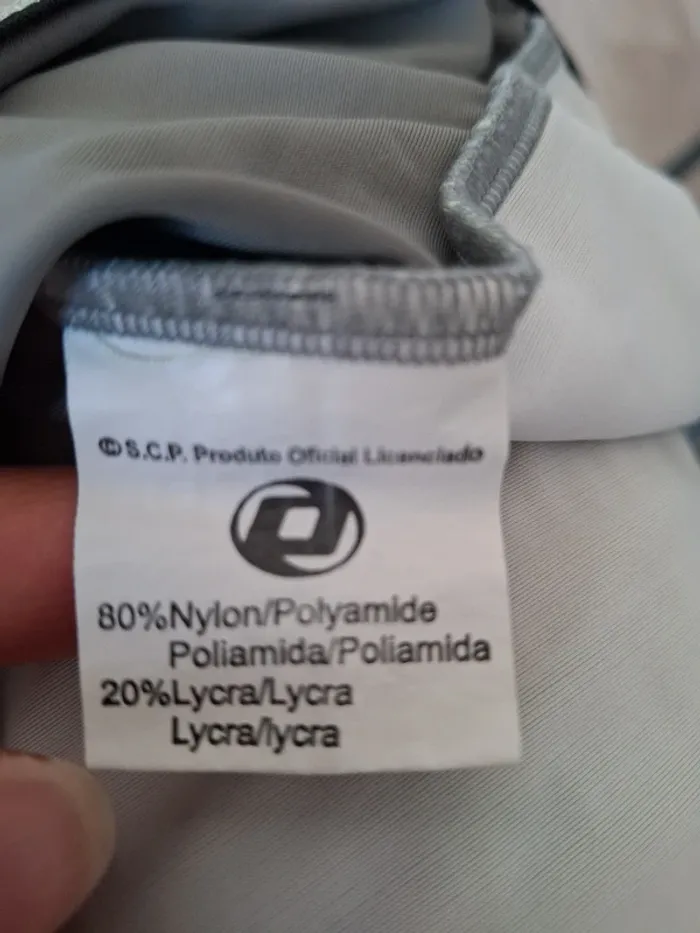 © S.C.P. Produto Oficial Licenciado
80%Nylon/Polyamide
Poliamida/Poliamida
20%Lycra/Lycra
Lycra/lycra